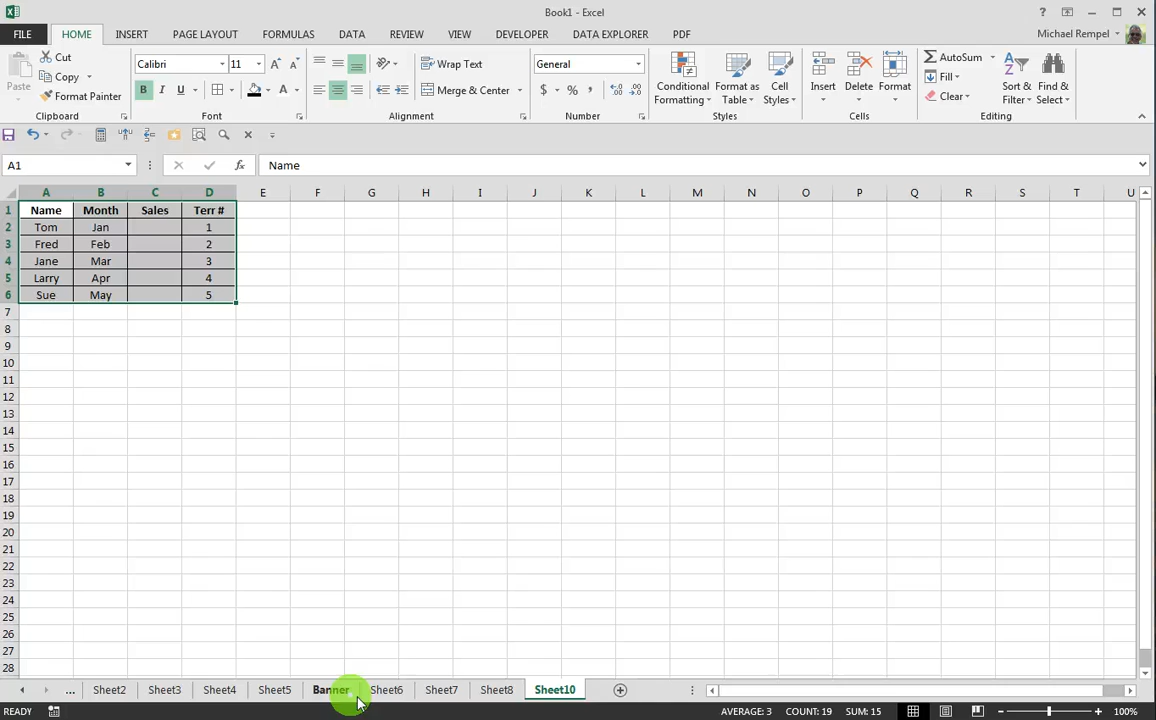 Book1 - Excel
FILE HOME INSERT PAGE LAYOUT FORMULAS DATA REVIEW VIEW DEVELOPER DATA EXPLORER PDF Michael Rempel
Paste Cut Calibri 11 Wrap Text General Conditional Formatting Format as Table Cell Styles Insert Delete Format AutoSum Sort & Filter Find & Select
Copy Fill
Format Painter B I U A Merge & Center $ % , Clear
Clipboard Font Alignment Number Styles Cells Editing
A1 fx Name
A B C D E F G H I J K L M N O P Q R S T U
1 Name Month Sales Terr #
2 Tom Jan 1
3 Fred Feb 2
4 Jane Mar 3
5 Larry Apr 4
6 Sue May 5
7
8
9
10
11
12
13
14
15
16
17
18
19
20
21
22
23
24
25
26
27
28
... Sheet2 Sheet3 Sheet4 Sheet5 Banner Sheet6 Sheet7 Sheet8 Sheet10
READY AVERAGE: 3 COUNT: 19 SUM: 15 100%